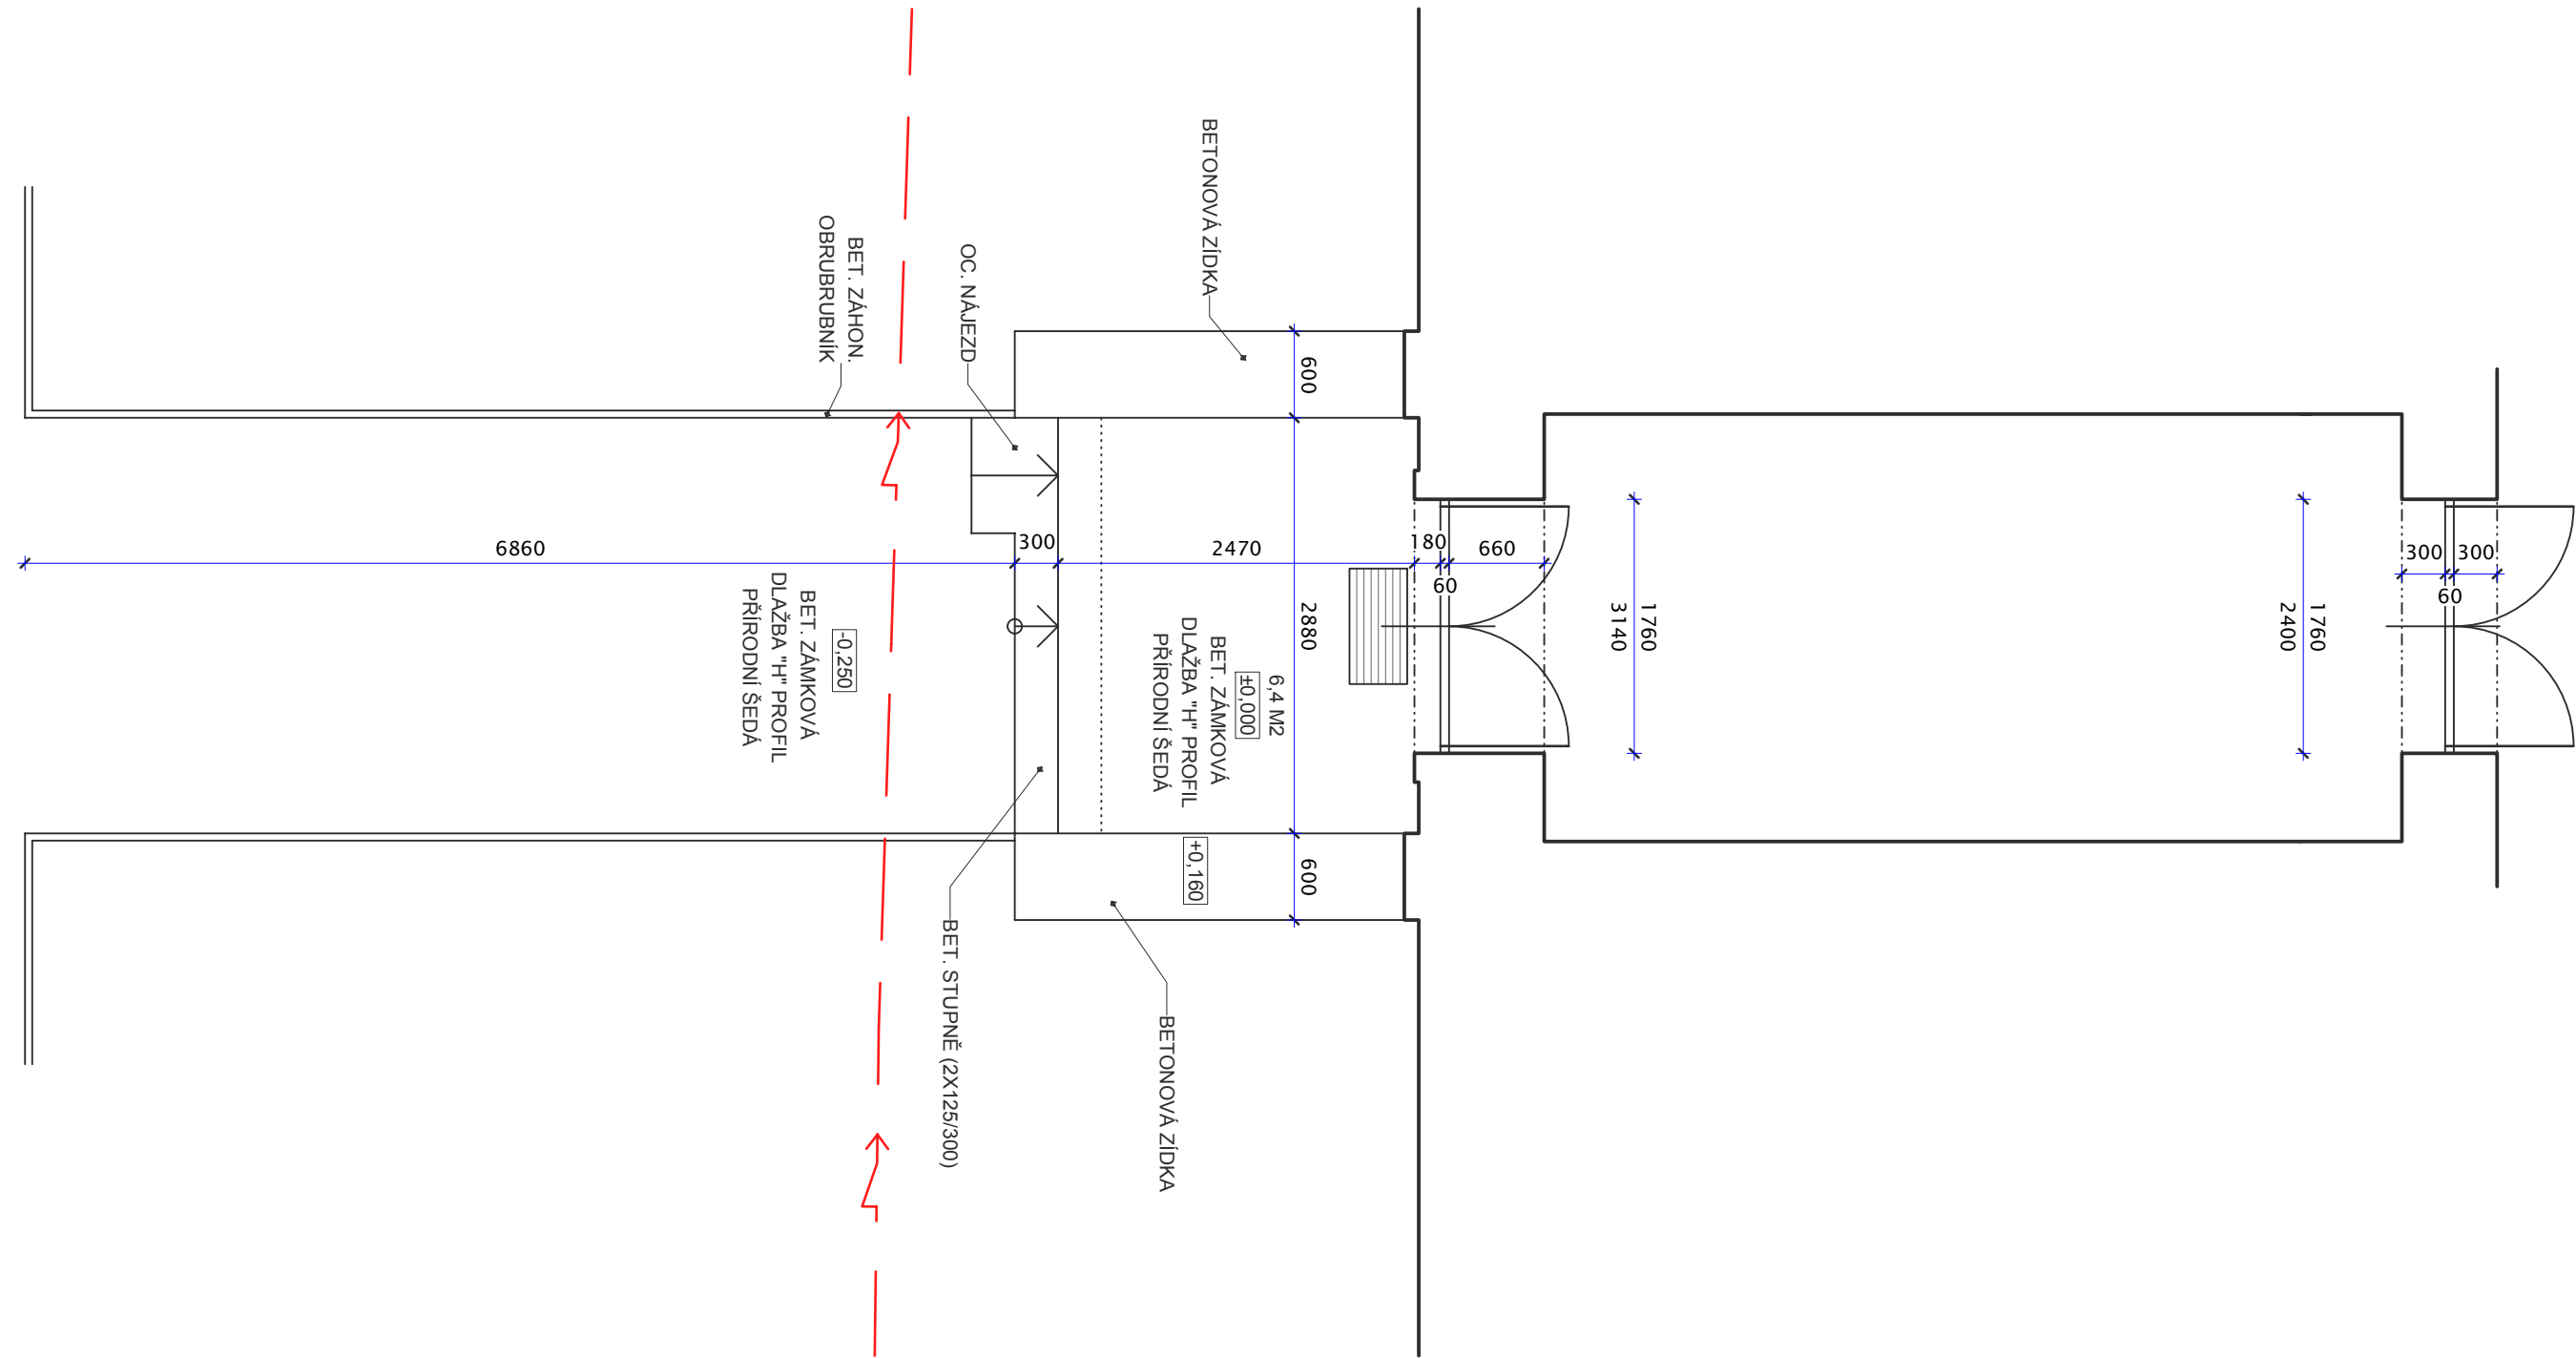 BETONOVÁ ZÍDKA
BET. ZÁHON.
OBRUBRUBNÍK
OC. NÁJEZD
600
6860
300
2470
180
60
660
300
300
60
2880
1760
3140
1760
2400
-0,250
BET. ZÁMKOVÁ
DLAŽBA "H" PROFIL
PŘÍRODNÍ ŠEDÁ
6,4 M2
±0,000
BET. ZÁMKOVÁ
DLAŽBA "H" PROFIL
PŘÍRODNÍ ŠEDÁ
+0,160
600
BET. STUPNĚ (2X125/300)
BETONOVÁ ZÍDKA